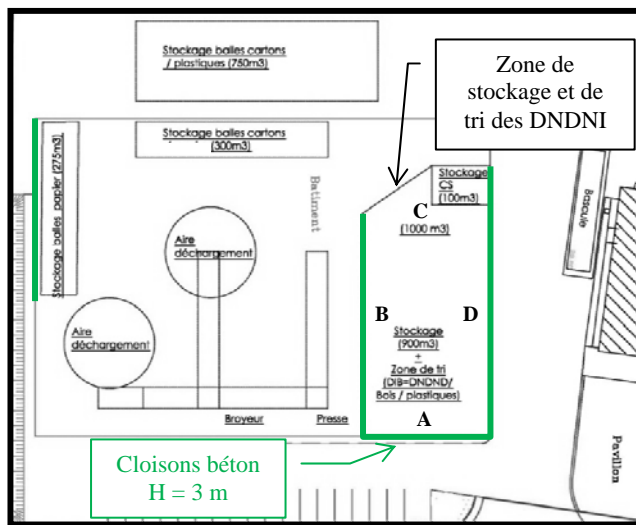 Stockage balles cartons
/ plastiques (750m3)
Zone de
stockage et de
tri des DNDNI
Stockage balles cartons
(300m3)
Stockage balles papier (275m3)
Batiment
Stockage
CS
(100m3)
C
(1000 m3)
Bascule
Aire
déchargement
Aire
déchargement
B
D
Stockage
(900m3)
+
Zone de tri
(DIB=DNDND/
Bois / plastiques)
A
Broyeur
Presse
Pavillon
Cloisons béton
H = 3 m